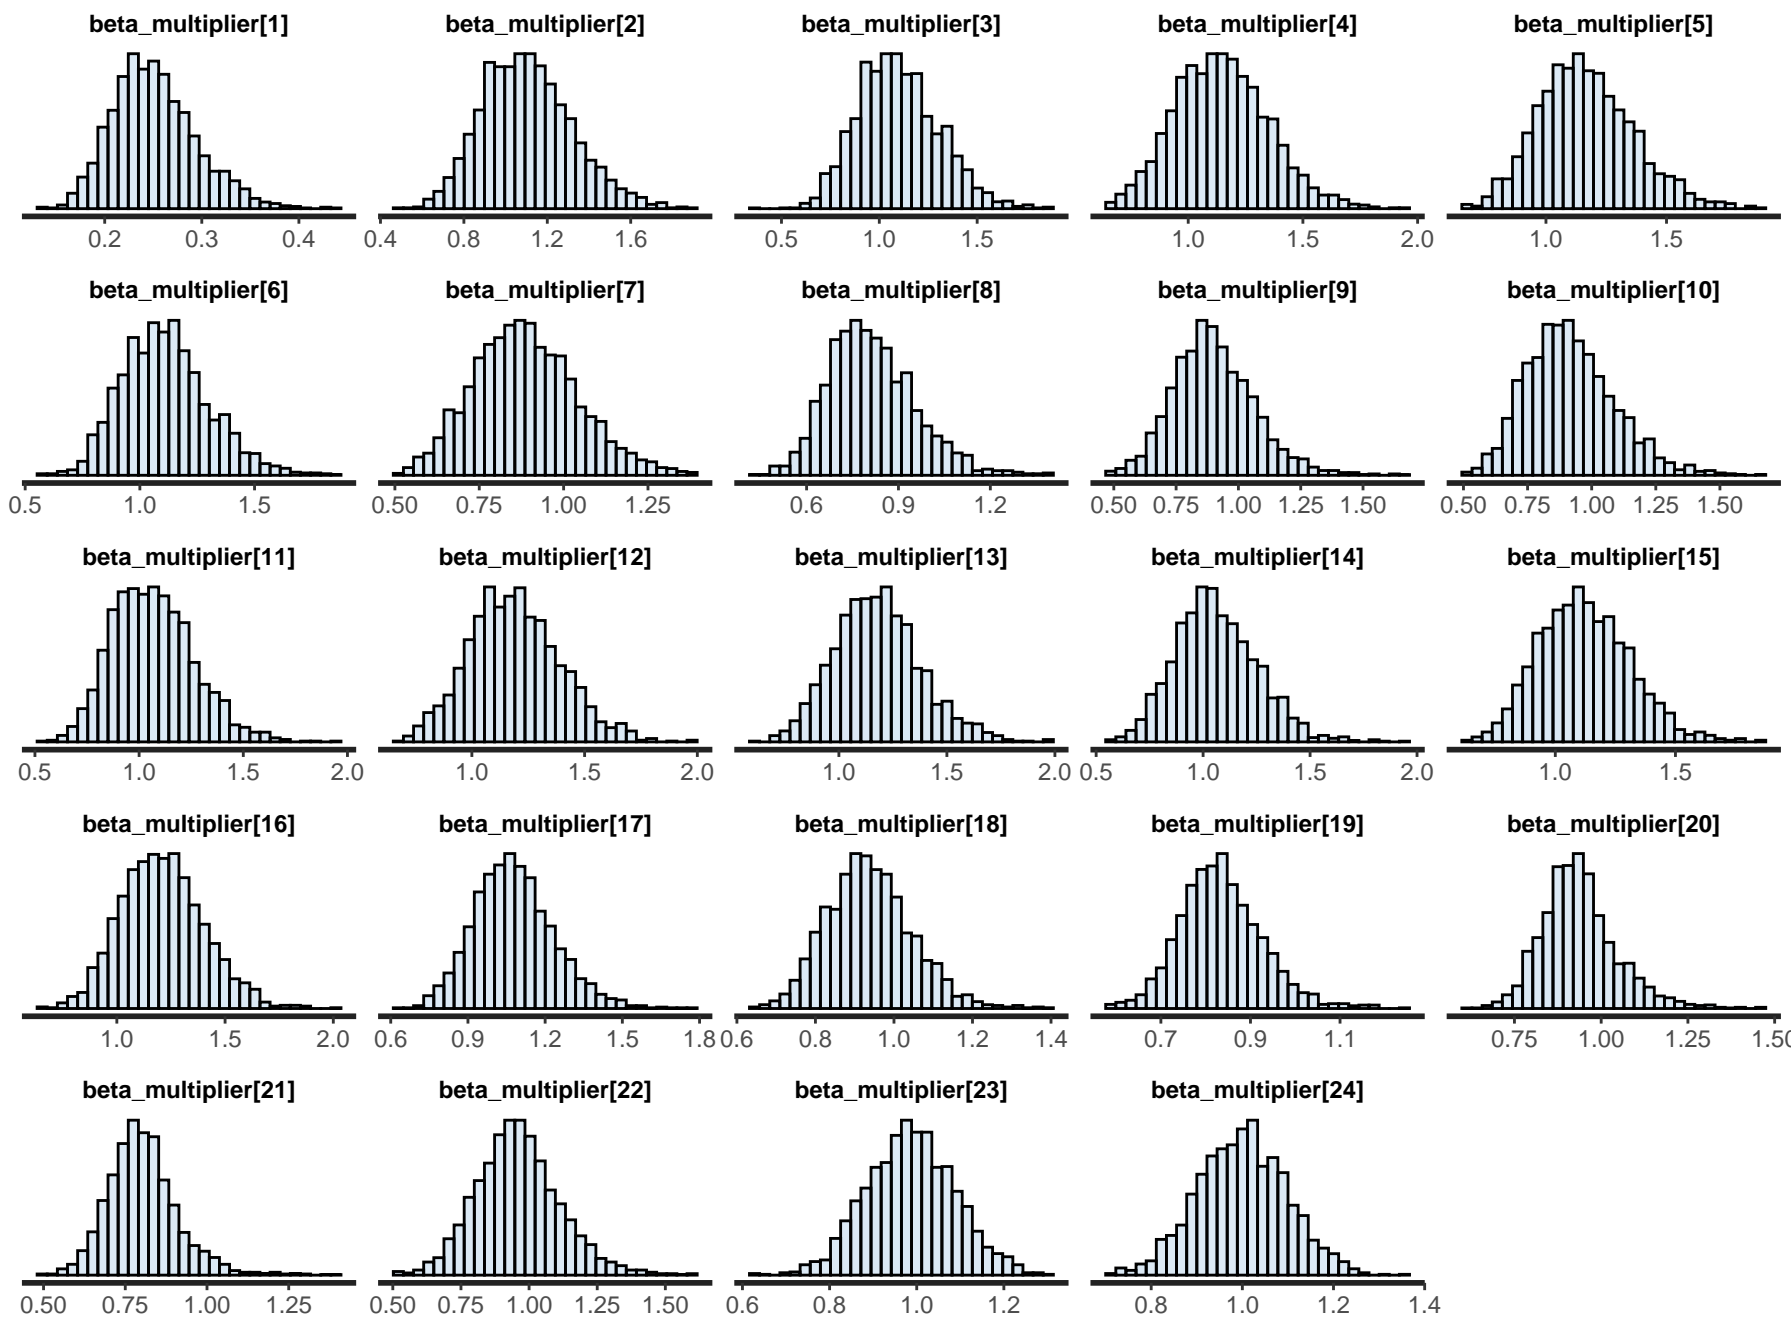 beta_multiplier[1] beta_multiplier[2] beta_multiplier[3] beta_multiplier[4] beta_multiplier[5]
0.2 0.3 0.4 0.4 0.8 1.2 1.6 0.5 1.0 1.5 1.0 1.5 2.0 1.0 1.5
beta_multiplier[6] beta_multiplier[7] beta_multiplier[8] beta_multiplier[9] beta_multiplier[10]
0.5 1.0 1.5 0.50 0.75 1.00 1.25 0.6 0.9 1.2 0.50 0.75 1.00 1.25 1.50 0.50 0.75 1.00 1.25 1.50
beta_multiplier[11] beta_multiplier[12] beta_multiplier[13] beta_multiplier[14] beta_multiplier[15]
0.5 1.0 1.5 2.0 1.0 1.5 2.0 1.0 1.5 2.0 0.5 1.0 1.5 2.0 1.0 1.5
beta_multiplier[16] beta_multiplier[17] beta_multiplier[18] beta_multiplier[19] beta_multiplier[20]
1.0 1.5 2.0 0.6 0.9 1.2 1.5 1.8 0.6 0.8 1.0 1.2 1.4 0.7 0.9 1.1 0.75 1.00 1.25 1.50
beta_multiplier[21] beta_multiplier[22] beta_multiplier[23] beta_multiplier[24]
0.50 0.75 1.00 1.25 0.50 0.75 1.00 1.25 1.50 0.6 0.8 1.0 1.2 0.8 1.0 1.2 1.4